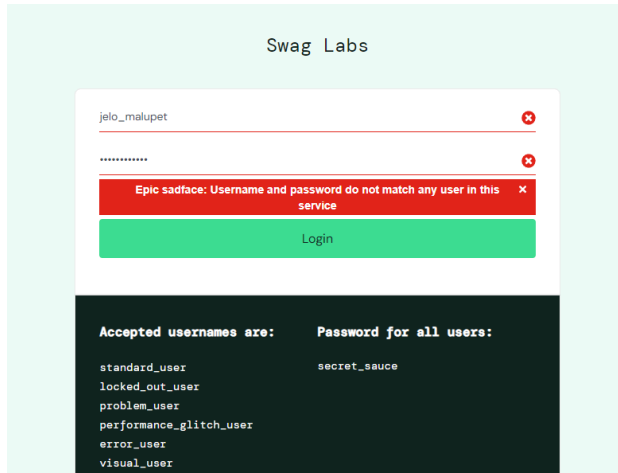 Swag Labs
jelo_malupet
••••••••••••
Epic sadface: Username and password do not match any user in this
service
Login
Accepted usernames are:
standard_user
locked_out_user
problem_user
performance_glitch_user
error_user
visual_user
Password for all users:
secret_sauce